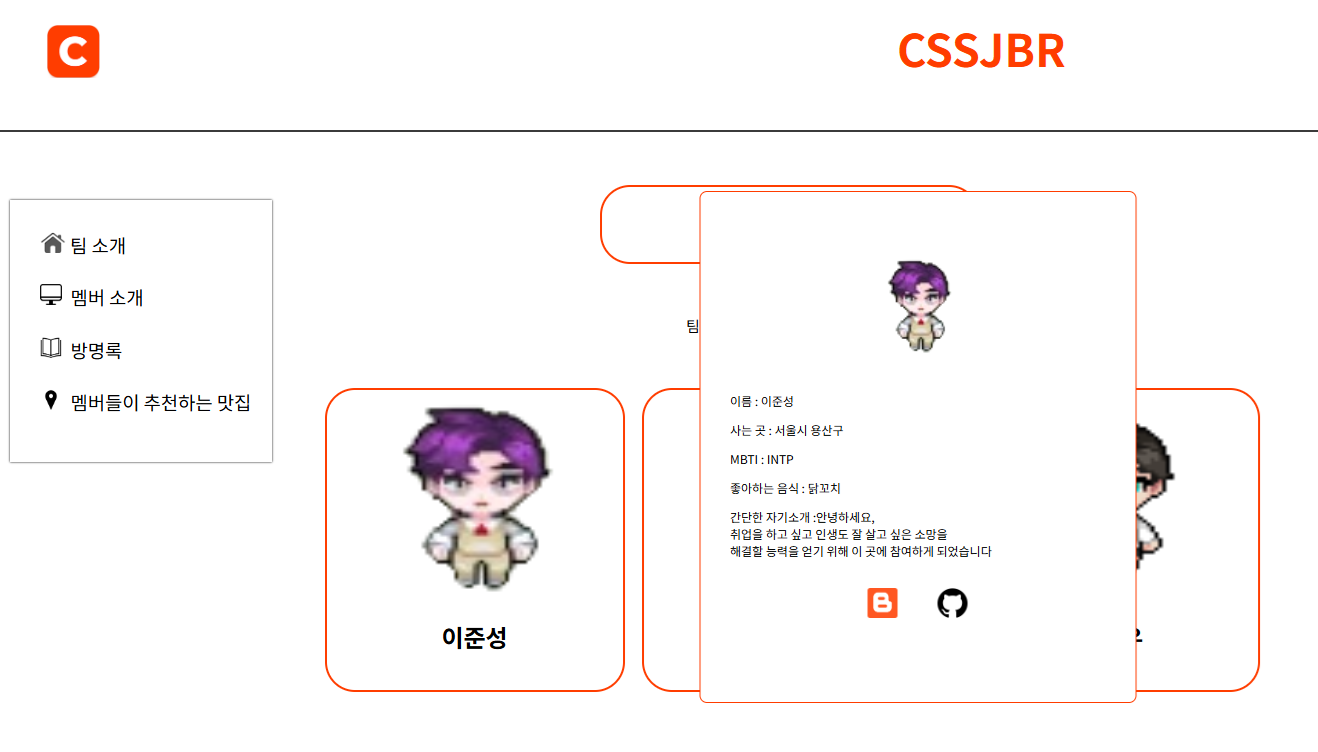 C
CSSJBR
팀 소개
멤버 소개
방명록
멤버들이 추천하는 맛집
팀
이준성
이름 : 이준성
사는 곳 : 서울시 용산구
MBTI : INTP
좋아하는 음식 : 닭꼬치
간단한 자기소개 :안녕하세요,
취업을 하고 싶고 인생도 잘 살고 싶은 소망을
해결할 능력을 얻기 위해 이 곳에 참여하게 되었습니다